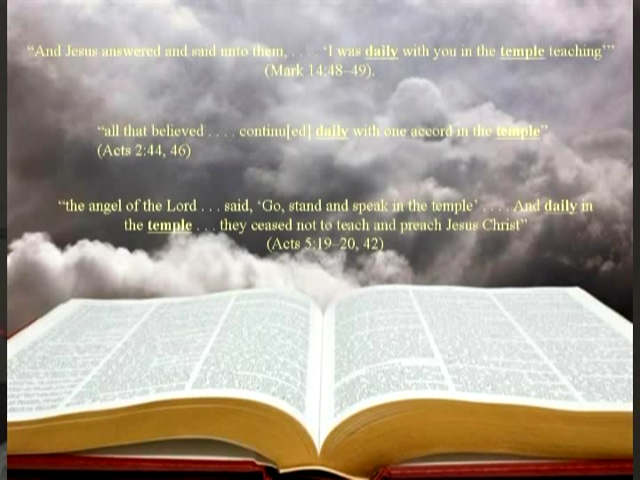 “And Jesus answered and said unto them, . . . . ‘I was daily with you in the temple teaching’”
(Mark 14:48–49).
“all that believed . . . . continu[ed] daily with one accord in the temple”
(Acts 2:44, 46)
“the angel of the Lord . . . said, ‘Go, stand and speak in the temple’ . . . . And daily in
the temple . . . they ceased not to teach and preach Jesus Christ”
(Acts 5:19–20, 42)